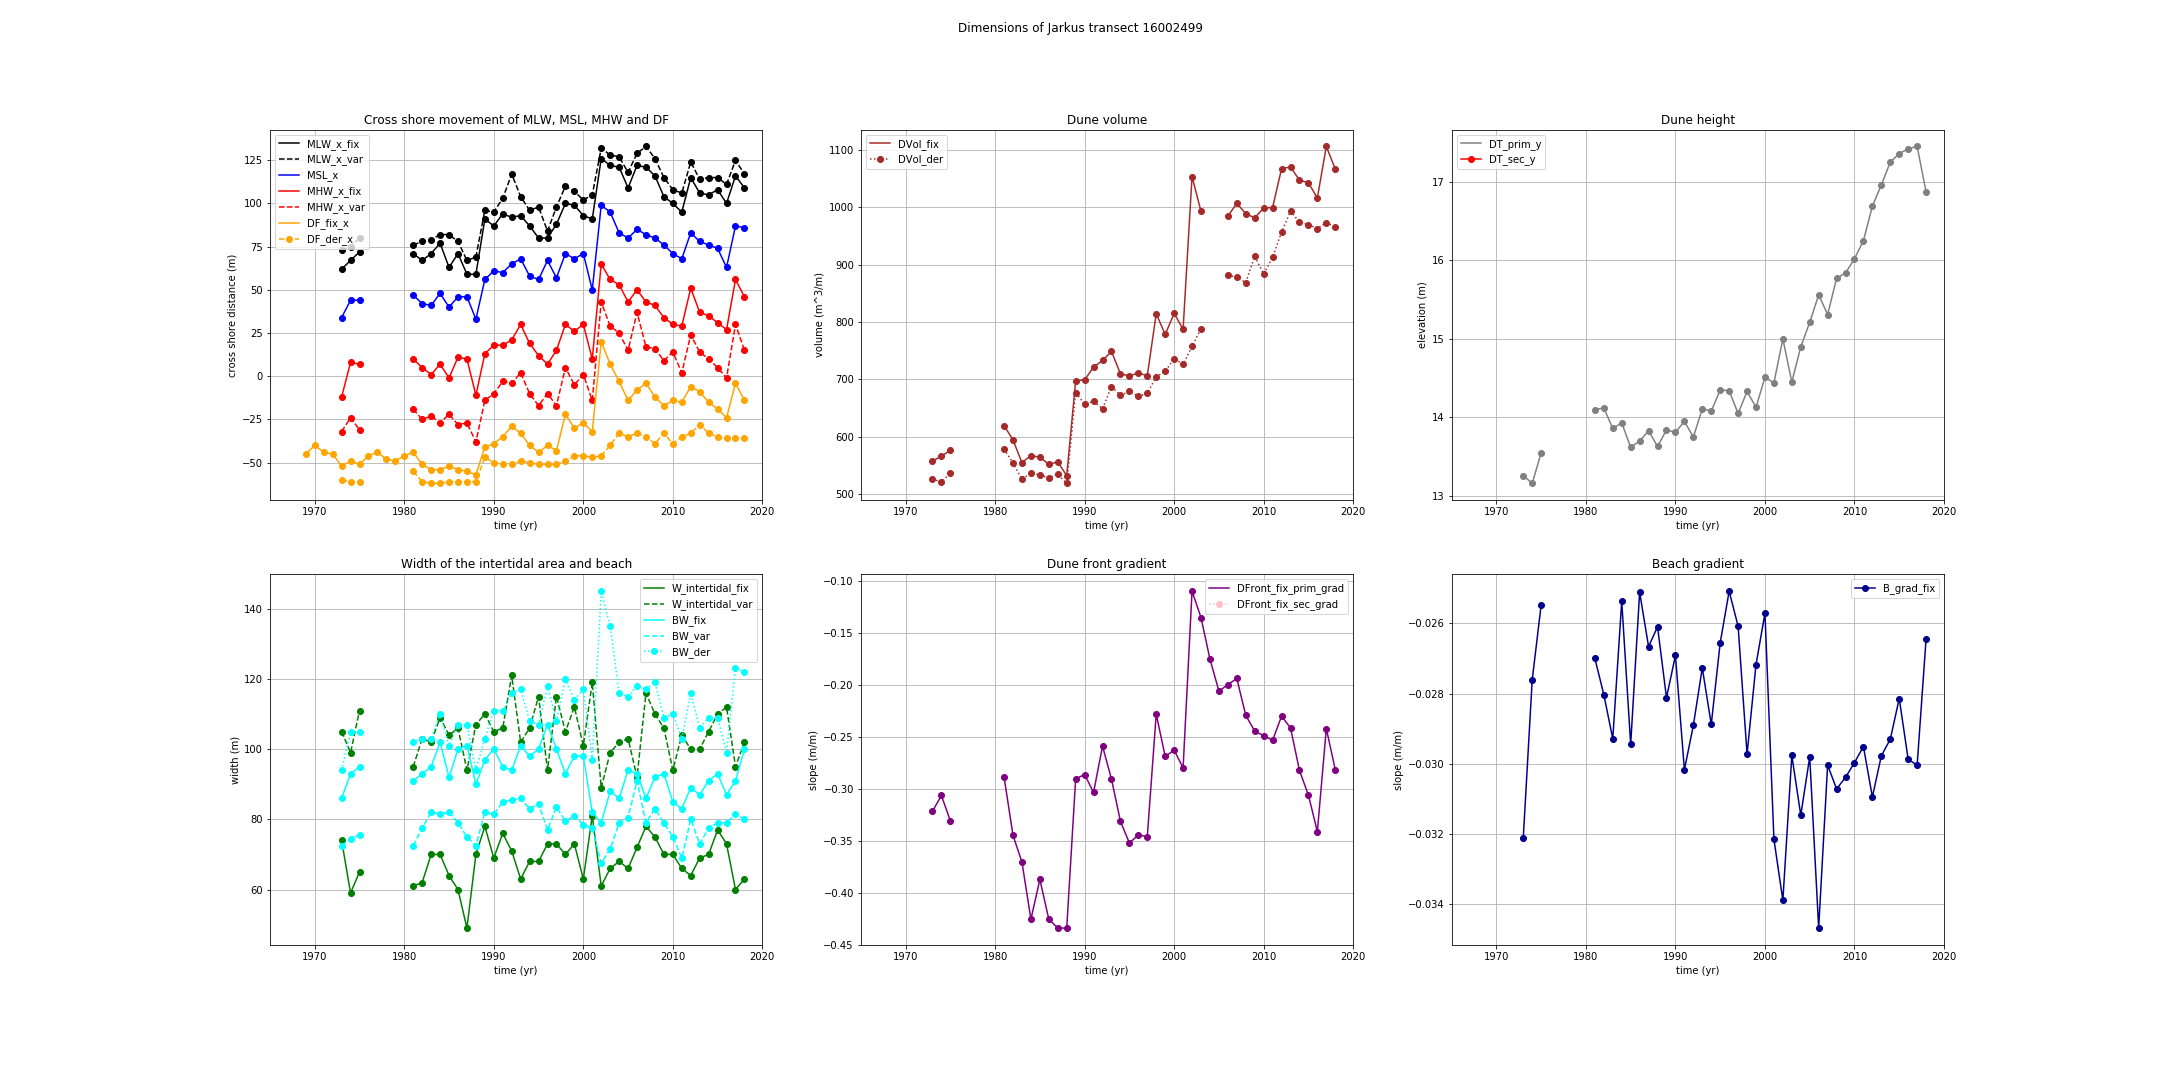 Dimensions of Jarkus transect 16002499
Cross shore movement of MLW, MSL, MHW and DF
MLW_x_fix
MLW_x_var
MSL_x
MHW_x_fix
MHW_x_var
DF_fix_x
DF_der_x
cross shore distance (m)
125
100
75
50
25
0
−25
−50
1970
1980
1990
2000
2010
2020
time (yr)
Dune volume
DVol_fix
DVol_der
volume (m^3/m)
1100
1000
900
800
700
600
500
1970
1980
1990
2000
2010
2020
time (yr)
Dune height
DT_prim_y
DT_sec_y
elevation (m)
17
16
15
14
13
1970
1980
1990
2000
2010
2020
time (yr)
Width of the intertidal area and beach
W_intertidal_fix
W_intertidal_var
BW_fix
BW_var
BW_der
width (m)
140
120
100
80
60
1970
1980
1990
2000
2010
2020
time (yr)
Dune front gradient
DFront_fix_prim_grad
DFront_fix_sec_grad
slope (m/m)
−0.10
−0.15
−0.20
−0.25
−0.30
−0.35
−0.40
−0.45
1970
1980
1990
2000
2010
2020
time (yr)
Beach gradient
B_grad_fix
slope (m/m)
−0.026
−0.028
−0.030
−0.032
−0.034
1970
1980
1990
2000
2010
2020
time (yr)